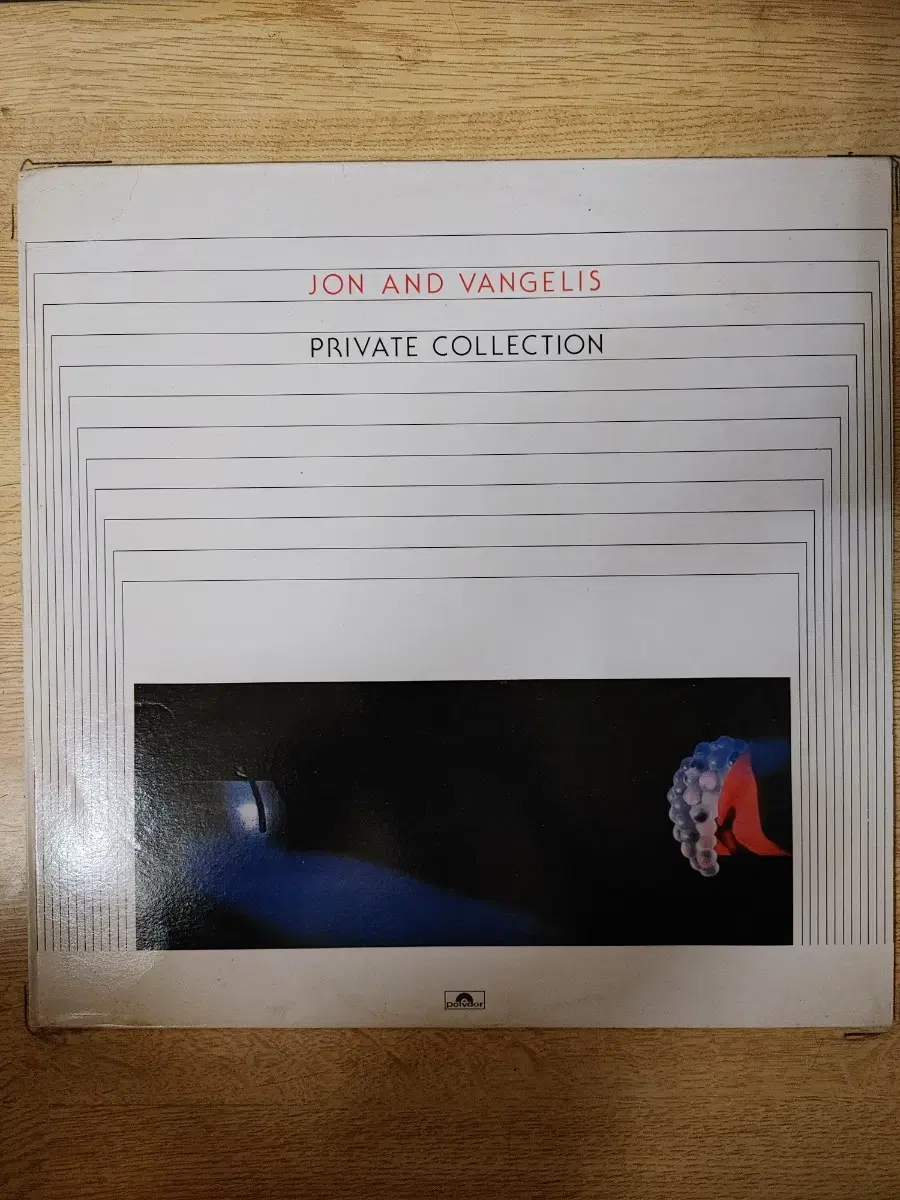 JON AND VANGELIS
PRIVATE COLLECTION
polydor